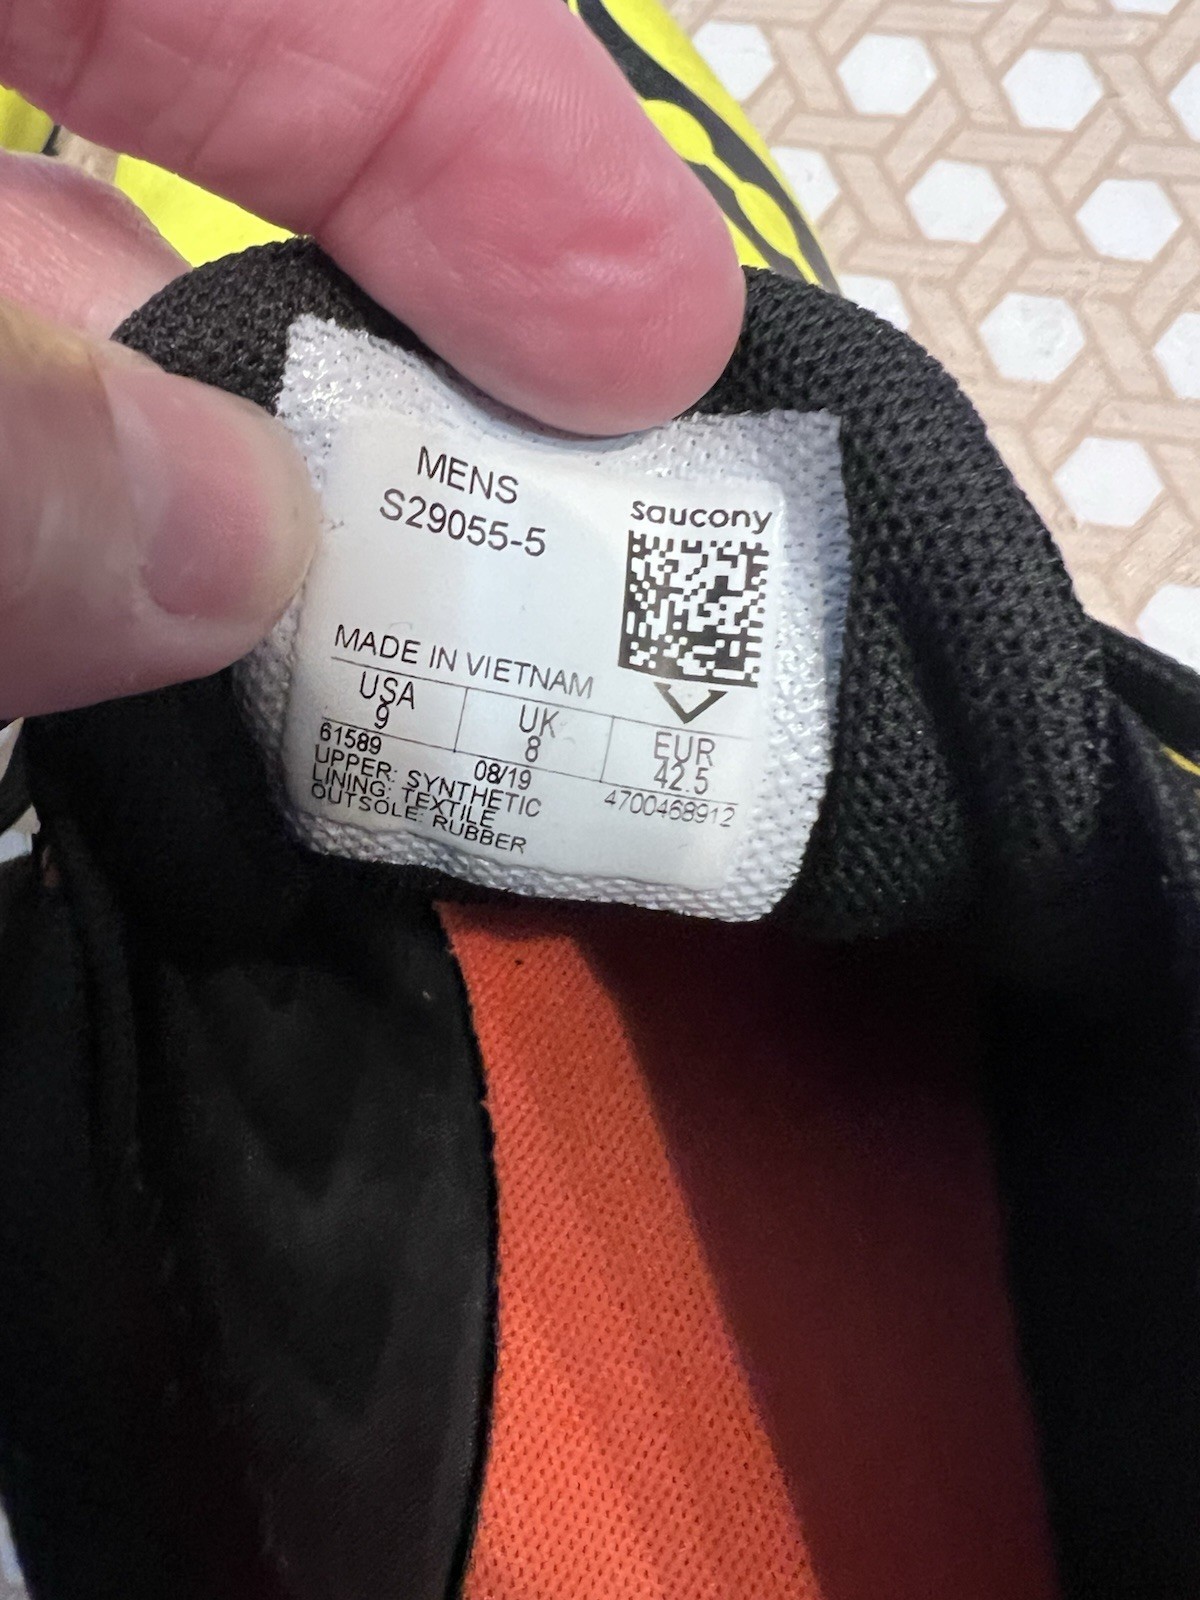 MENS
S29055-5
saucony
MADE IN VIETNAM
USA UK EUR
9 8 42.5
61589 08/19 4700468912
UPPER: SYNTHETIC
LINING: TEXTILE
OUTSOLE: RUBBER